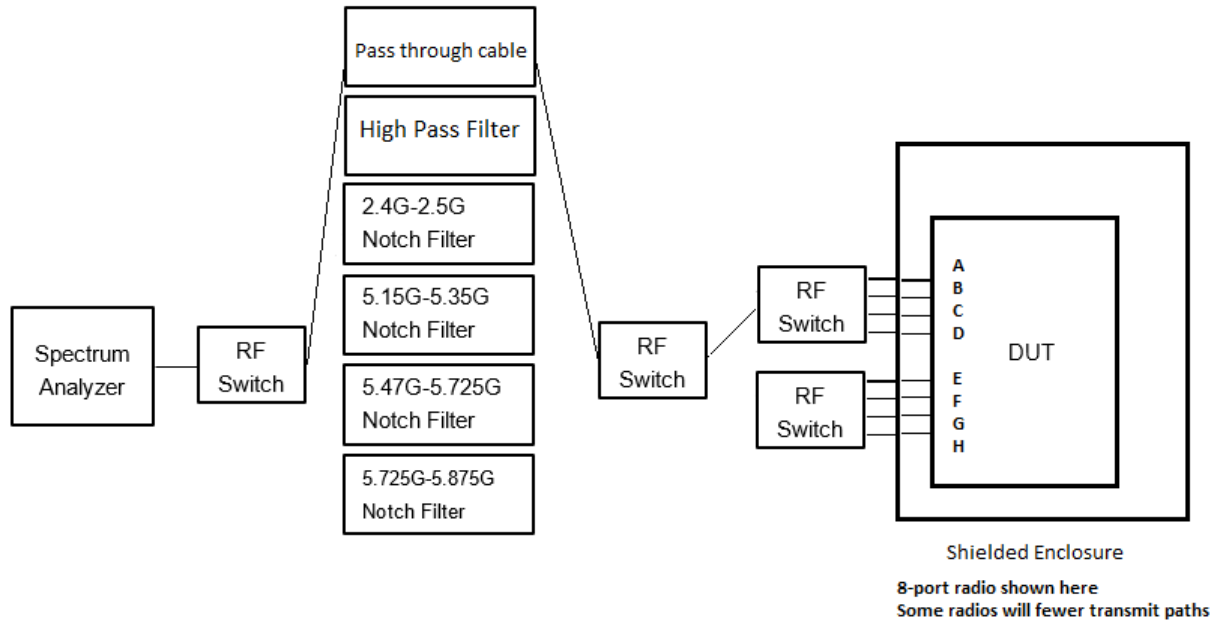 Pass through cable
High Pass Filter
2.4G-2.5G
Notch Filter
5.15G-5.35G
Notch Filter
5.47G-5.725G
Notch Filter
5.725G-5.875G
Notch Filter
Spectrum
Analyzer
RF
Switch
RF
Switch
RF
Switch
RF
Switch
A
B
C
D
E
F
G
H
DUT
Shielded Enclosure
8-port radio shown here
Some radios will fewer transmit paths